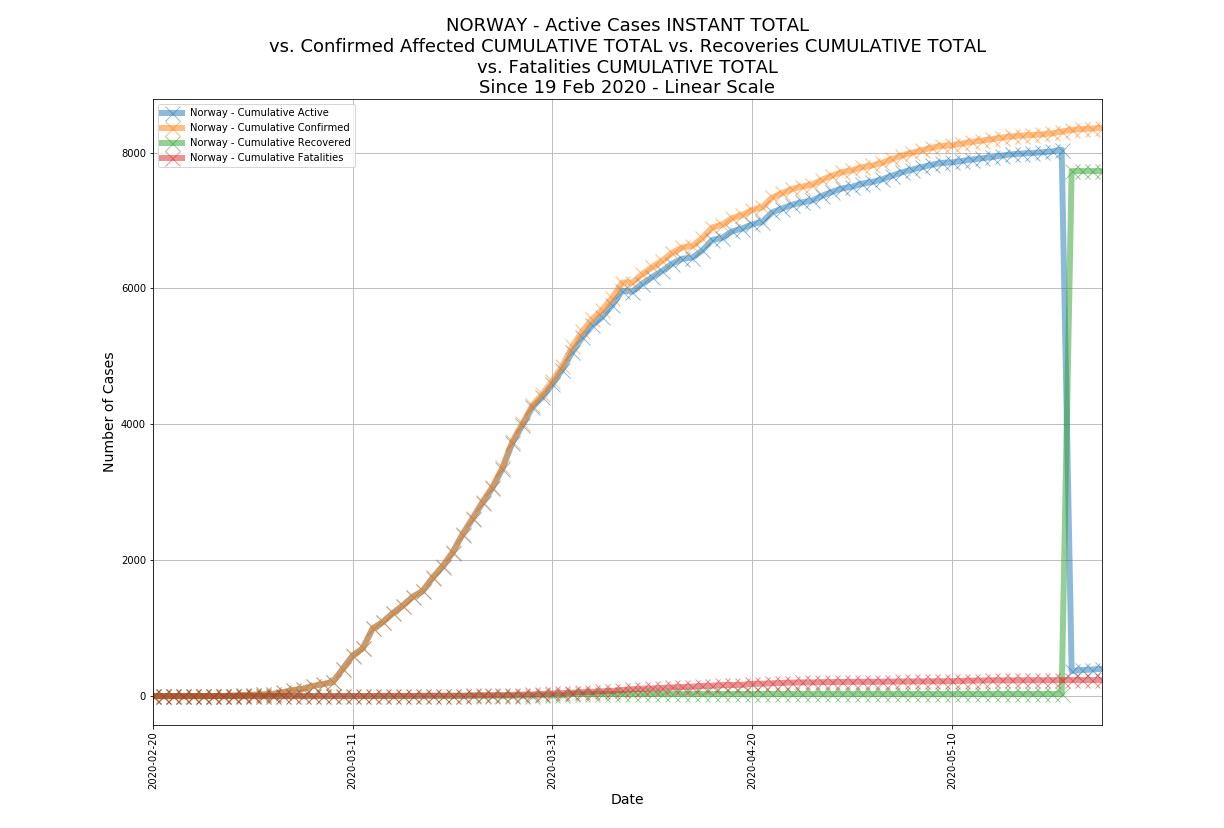 NORWAY - Active Cases INSTANT TOTAL
vs. Confirmed Affected CUMULATIVE TOTAL vs. Recoveries CUMULATIVE TOTAL
vs. Fatalities CUMULATIVE TOTAL
Since 19 Feb 2020 - Linear Scale
Norway - Cumulative Active
Norway - Cumulative Confirmed
Norway - Cumulative Recovered
Norway - Cumulative Fatalities
Number of Cases
8000
6000
4000
2000
0
2020-02-20
2020-03-11
2020-03-31
2020-04-20
2020-05-10
Date